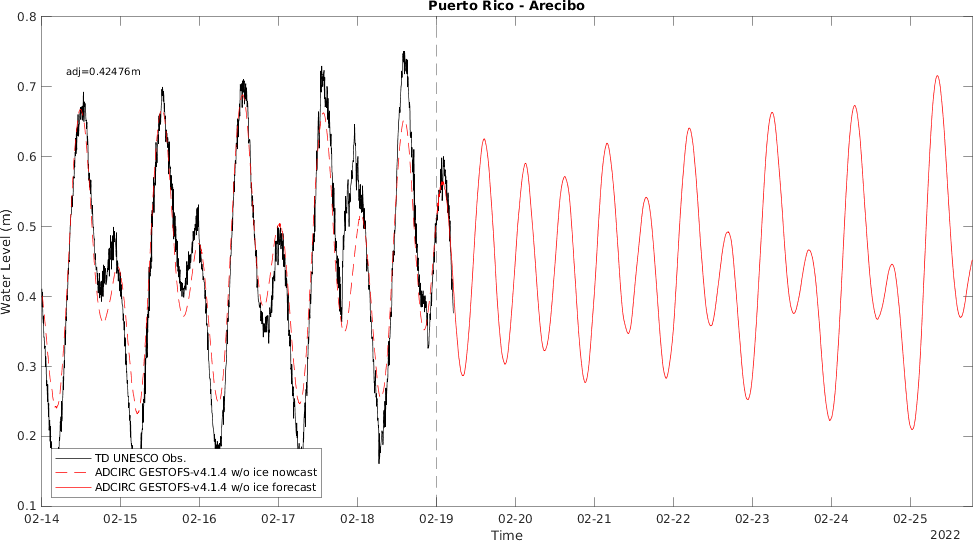 Puerto Rico - Arecibo
0.8
0.7
0.6
0.5
0.4
0.3
0.2
0.1
Water Level (m)
adj=0.42476m
TD UNESCO Obs.
ADCIRC GESTOFS-v4.1.4 w/o ice nowcast
ADCIRC GESTOFS-v4.1.4 w/o ice forecast
02-14 02-15 02-16 02-17 02-18 02-19 02-20 02-21 02-22 02-23 02-24 02-25
Time
2022